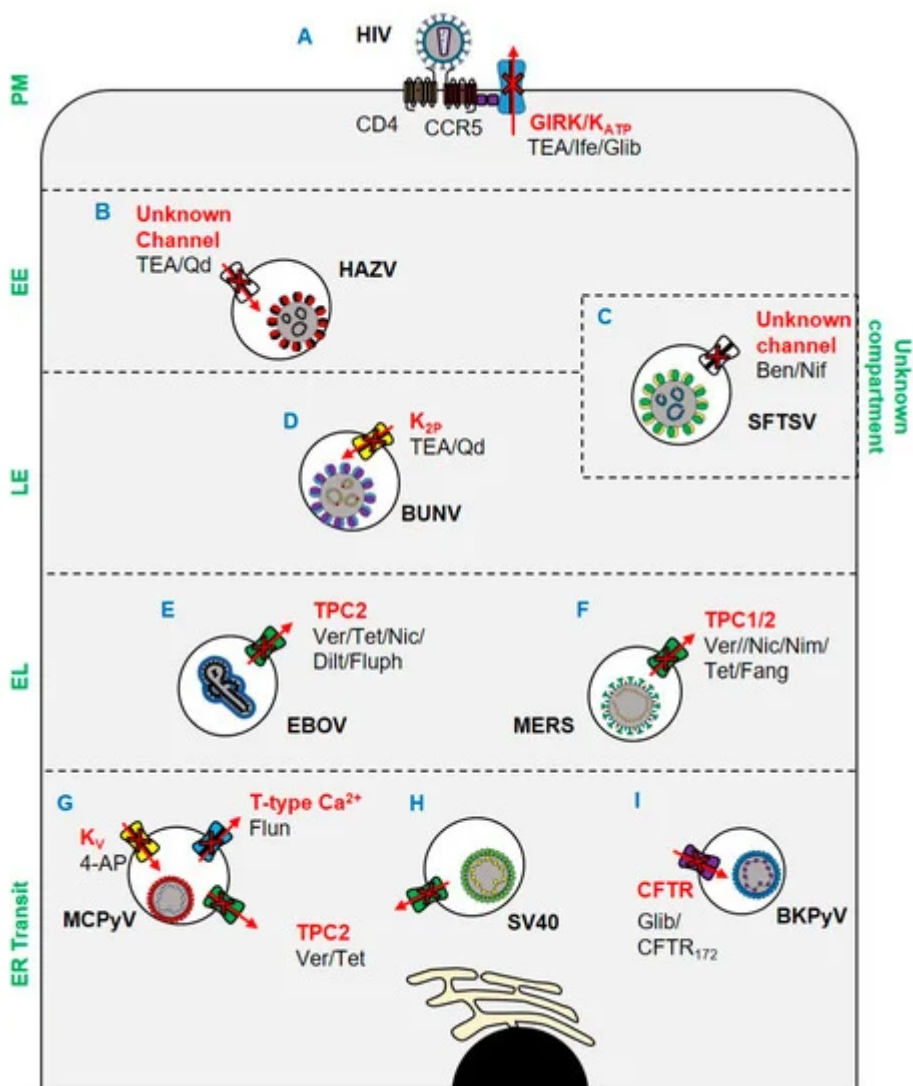 A
HIV
PM
CD4
CCR5
GIRK/K_ATP
TEA/Ife/Glib
B
Unknown
Channel
TEA/Qd
HAZV
EE
C
Unknown
channel
Ben/Nif
SFTSV
Unknown
compartment
D
K_2P
TEA/Qd
BUNV
LE
E
TPC2
Ver/Tet/Nic/
Dilt/Fluph
EBOV
EL
F
TPC1/2
Ver//Nic/Nim/
Tet/Fang
MERS
G
T-type Ca²⁺
Flun
K_V
4-AP
MCPyV
TPC2
Ver/Tet
H
SV40
I
CFTR
Glib/
CFTR₁₇₂
BKPyV
ER Transit